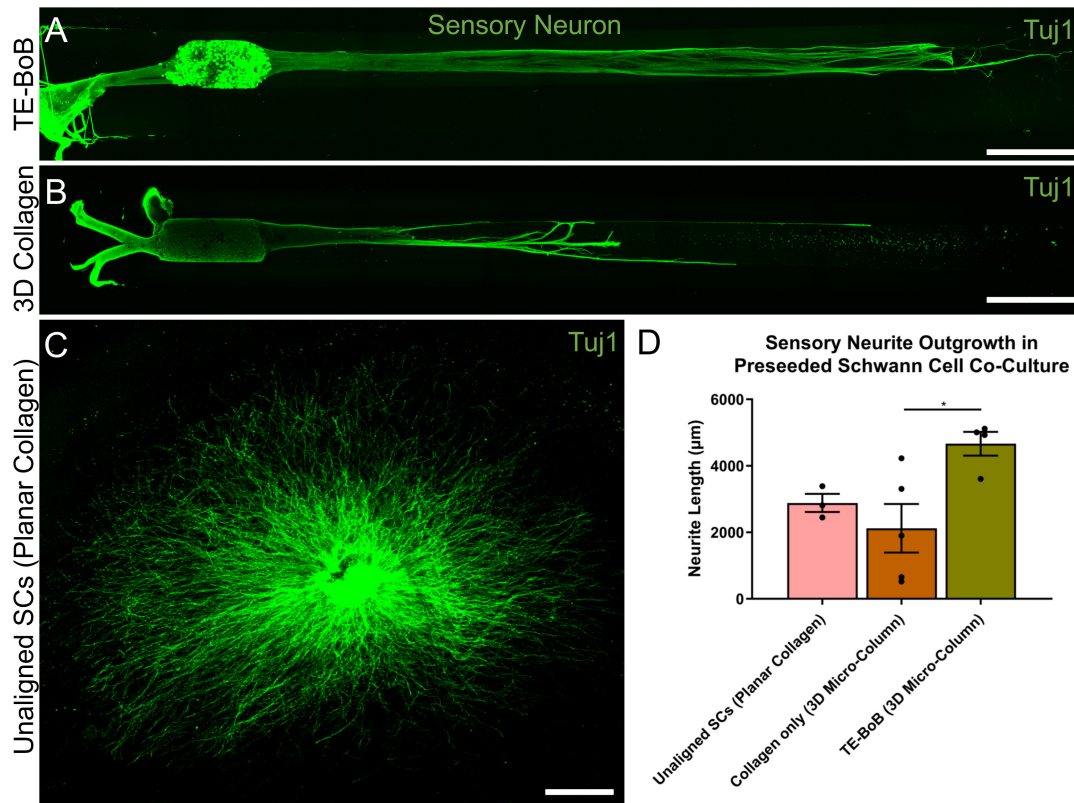 A
Sensory Neuron
Tuj1
TE-BoB
B
Tuj1
3D Collagen
C
Tuj1
Unaligned SCs (Planar Collagen)
D
Sensory Neurite Outgrowth in
Preseeded Schwann Cell Co-Culture
*
6000
4000
2000
0
Neurite Length (µm)
Unaligned SCs (Planar Collagen)
Collagen only (3D Micro-Column)
TE-BoB (3D Micro-Column)